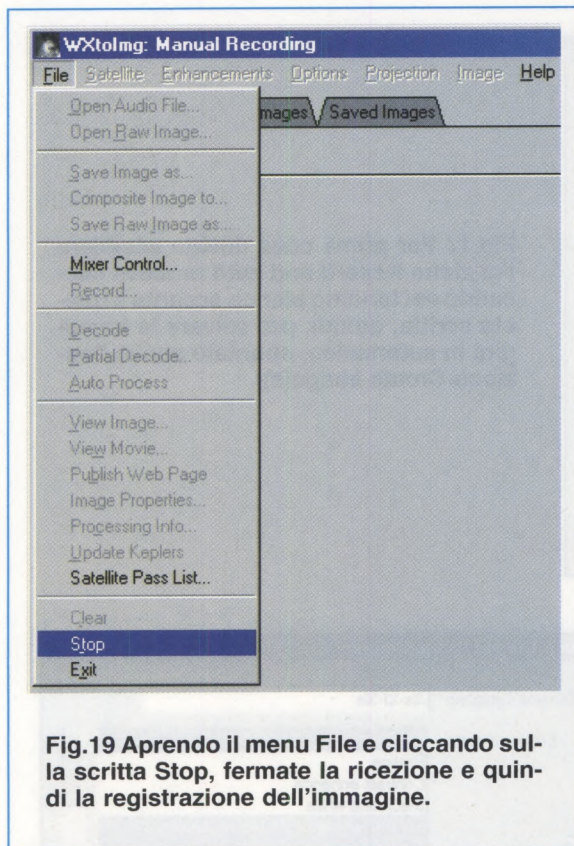 WXtoImg: Manual Recording
File Satellite Enhancements Options Projection Image Help
mages Saved Images
Open Audio File...
Open Raw Image...
Save Image as...
Composite Image to...
Save Raw Image as...
Mixer Control...
Record...
Decode
Partial Decode...
Auto Process
View Image...
View Movie...
Publish Web Page
Image Properties...
Processing Info...
Update Keplers
Satellite Pass List...
Clear
Stop
Exit
Fig.19 Aprendo il menu File e cliccando sul-
la scritta Stop, fermate la ricezione e quin-
di la registrazione dell'immagine.